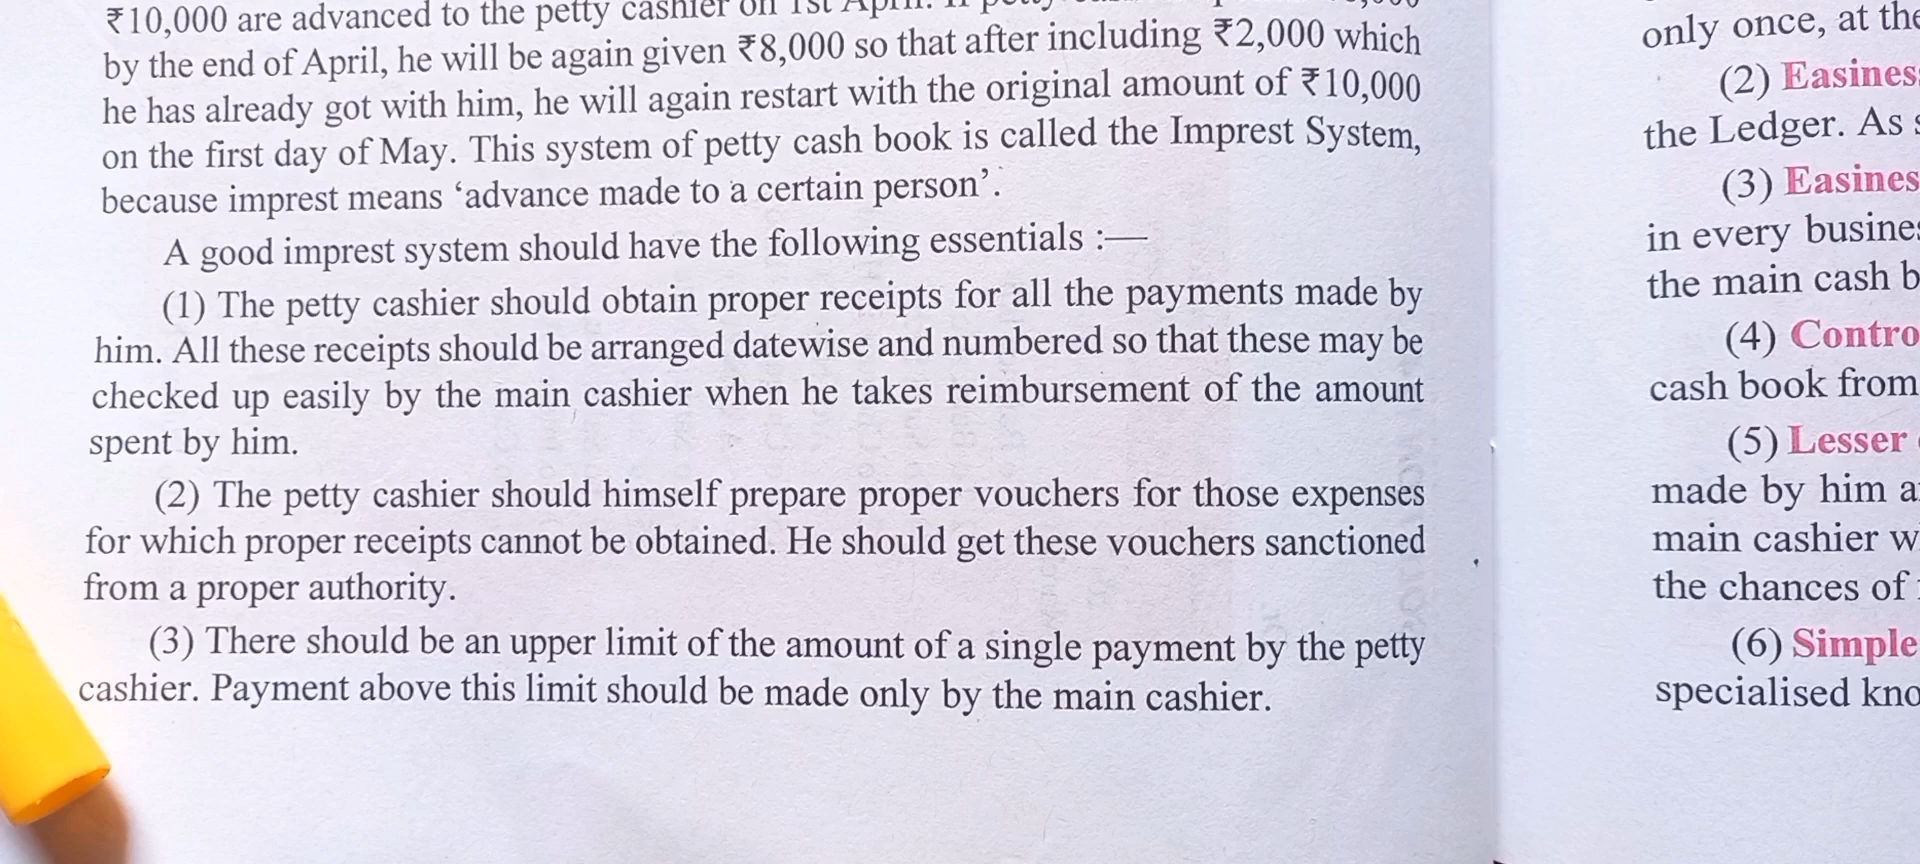 ₹10,000 are advanced to the petty cashier on 1st April. If petty
by the end of April, he will be again given ₹8,000 so that after including ₹2,000 which
he has already got with him, he will again restart with the original amount of ₹10,000
on the first day of May. This system of petty cash book is called the Imprest System,
because imprest means ‘advance made to a certain person’.
A good imprest system should have the following essentials :—
(1) The petty cashier should obtain proper receipts for all the payments made by
him. All these receipts should be arranged datewise and numbered so that these may be
checked up easily by the main cashier when he takes reimbursement of the amount
spent by him.
(2) The petty cashier should himself prepare proper vouchers for those expenses
for which proper receipts cannot be obtained. He should get these vouchers sanctioned
from a proper authority.
(3) There should be an upper limit of the amount of a single payment by the petty
cashier. Payment above this limit should be made only by the main cashier.
only once, at the
(2) Easines
the Ledger. As
(3) Easines
in every busine
the main cash b
(4) Contro
cash book from
(5) Lesser
made by him a
main cashier w
the chances of
(6) Simple
specialised kno